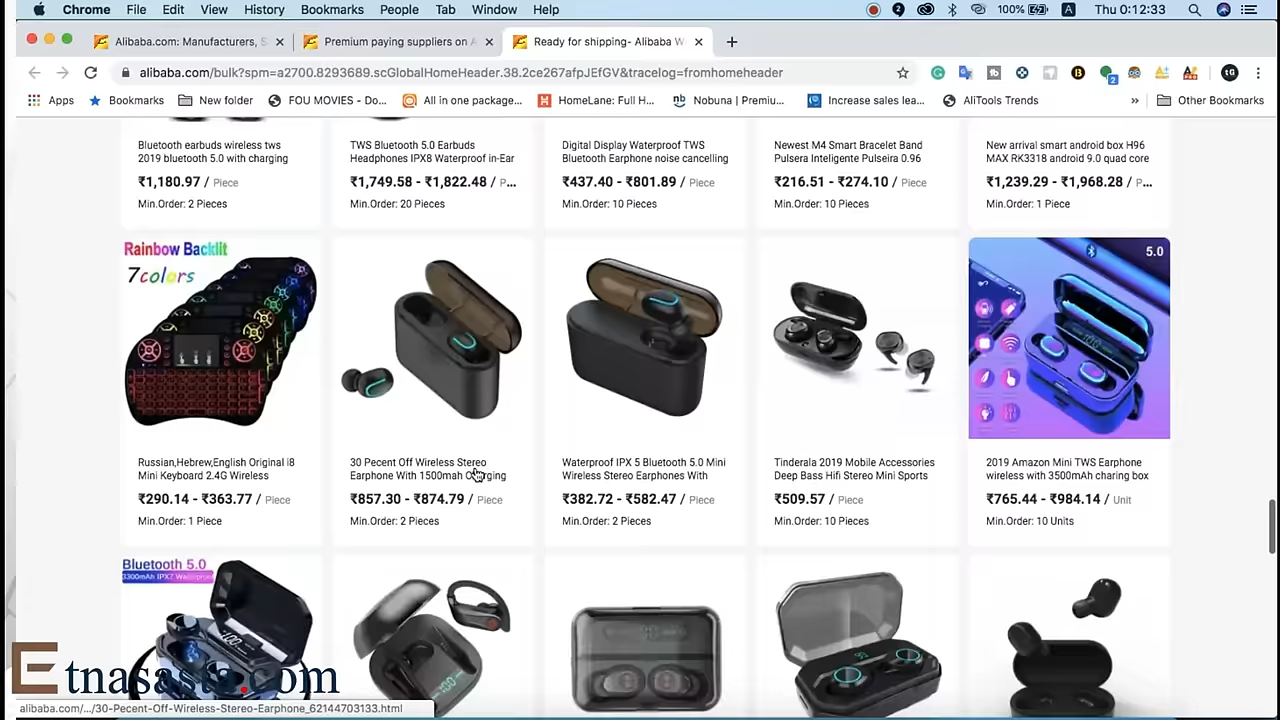 Chrome File Edit View History Bookmarks People Tab Window Help 2 100% A Thu 0:12:33
Alibaba.com: Manufacturers, S
Premium paying suppliers on A
Ready for shipping- Alibaba W
alibaba.com/bulk?spm=a2700.8293689.scGlobalHomeHeader.38.2ce267afpJEfGV&tracelog=fromhomeheader
Apps Bookmarks New folder FOU MOVIES - Do... All in one package... HomeLane: Full H... Nobuna | Premiu... Increase sales lea... AliTools Trends » Other Bookmarks
Bluetooth earbuds wireless tws
2019 bluetooth 5.0 with charging
₹1,180.97 / Piece
Min.Order: 2 Pieces
TWS Bluetooth 5.0 Earbuds
Headphones IPX8 Waterproof in-Ear
₹1,749.58 - ₹1,822.48 / P...
Min.Order: 20 Pieces
Digital Display Waterproof TWS
Bluetooth Earphone noise cancelling
₹437.40 - ₹801.89 / Piece
Min.Order: 10 Pieces
Newest M4 Smart Bracelet Band
Pulsera Inteligente Pulseira 0.96
₹216.51 - ₹274.10 / Piece
Min.Order: 10 Pieces
New arrival smart android box H96
MAX RK3318 android 9.0 quad core
₹1,239.29 - ₹1,968.28 / P...
Min.Order: 1 Piece
Rainbow Backlit
7colors
5.0
Russian,Hebrew,English Original i8
Mini Keyboard 2.4G Wireless
₹290.14 - ₹363.77 / Piece
Min.Order: 1 Piece
30 Pecent Off Wireless Stereo
Earphone With 1500mah Charging
₹857.30 - ₹874.79 / Piece
Min.Order: 2 Pieces
Waterproof IPX 5 Bluetooth 5.0 Mini
Wireless Stereo Earphones With
₹382.72 - ₹582.47 / Piece
Min.Order: 2 Pieces
Tinderala 2019 Mobile Accessories
Deep Bass Hifi Stereo Mini Sports
₹509.57 / Piece
Min.Order: 10 Pieces
2019 Amazon Mini TWS Earphone
wireless with 3500mAh charing box
₹765.44 - ₹984.14 / Unit
Min.Order: 10 Units
Bluetooth 5.0
3300mAh IPX7 Waterproof
Etnasasta.com
alibaba.com/.../30-Pecent-Off-Wireless-Stereo-Earphone_62144703133.html